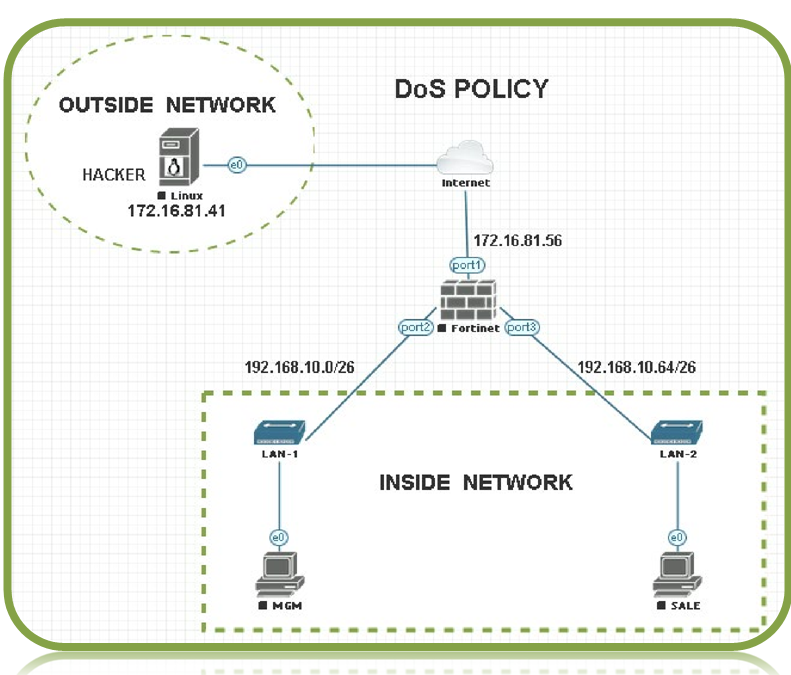 DoS POLICY
OUTSIDE NETWORK
HACKER
e0
Linux
172.16.81.41
Internet
172.16.81.56
port1
port2
Fortinet
port3
192.168.10.0/26
192.168.10.64/26
LAN-1
LAN-2
INSIDE NETWORK
e0
e0
MGM
SALE